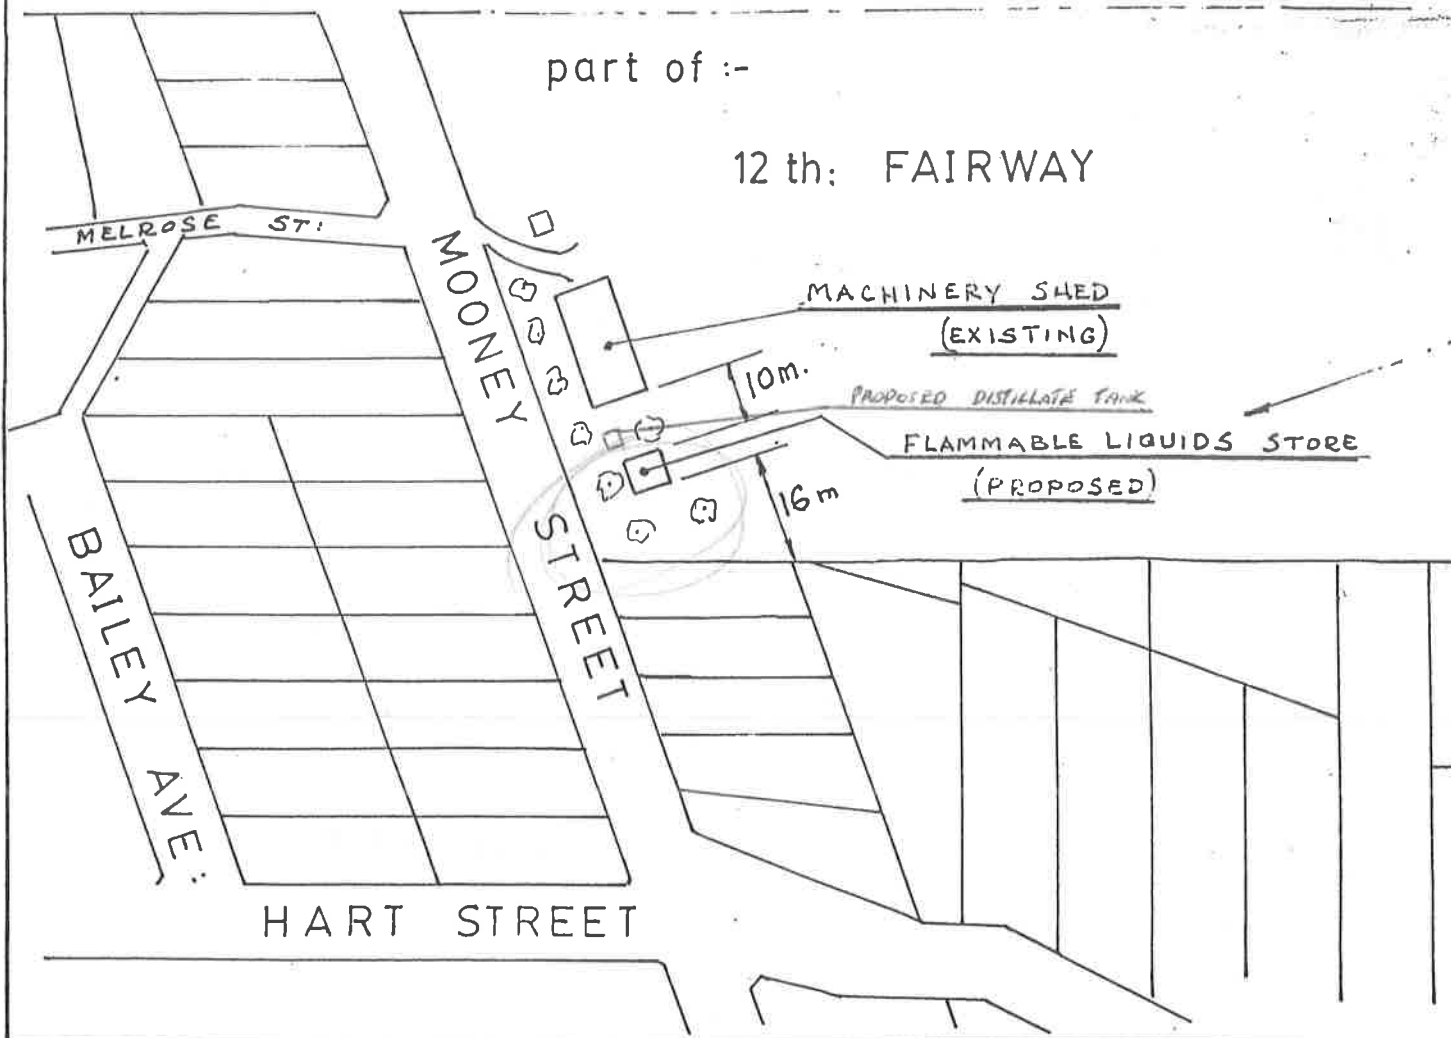 part of :-
12 th: FAIRWAY
MELROSE ST:
MOONEY STREET
MACHINERY SHED
(EXISTING)
10m.
PROPOSED DISTILLATE TANK
FLAMMABLE LIQUIDS STORE
(PROPOSED)
16m
BAILEY AVE:
HART STREET